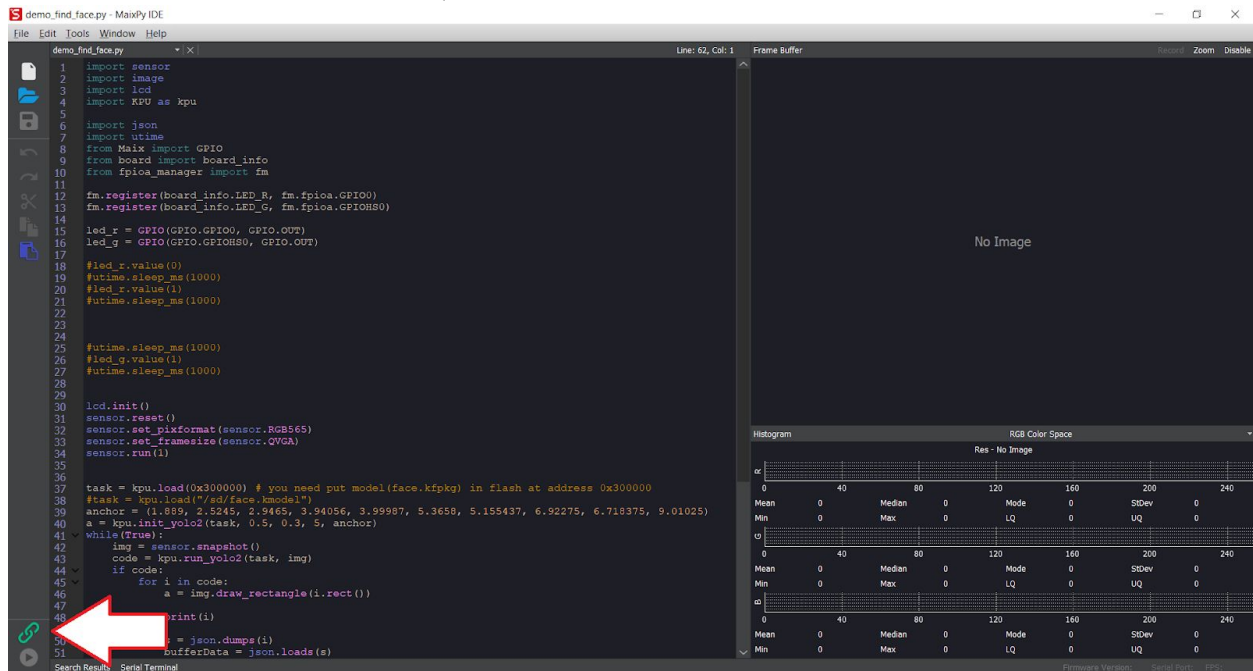 demo_find_face.py - MaixPy IDE
File Edit Tools Window Help
demo_find_face.py Line: 62, Col: 1
1 import sensor
2 import image
3 import lcd
4 import KPU as kpu
5
6 import json
7 import utime
8 from Maix import GPIO
9 from board import board_info
10 from fpioa_manager import fm
11
12 fm.register(board_info.LED_R, fm.fpioa.GPIO0)
13 fm.register(board_info.LED_G, fm.fpioa.GPIOHS0)
14
15 led_r = GPIO(GPIO.GPIO0, GPIO.OUT)
16 led_g = GPIO(GPIO.GPIOHS0, GPIO.OUT)
17
18 #led_r.value(0)
19 #utime.sleep_ms(1000)
20 #led_r.value(1)
21 #utime.sleep_ms(1000)
22
23
24
25 #utime.sleep_ms(1000)
26 #led_g.value(1)
27 #utime.sleep_ms(1000)
28
29
30 lcd.init()
31 sensor.reset()
32 sensor.set_pixformat(sensor.RGB565)
33 sensor.set_framesize(sensor.QVGA)
34 sensor.run(1)
35
36
37 task = kpu.load(0x300000) # you need put model(face.kfpkg) in flash at address 0x300000
38 #task = kpu.load("/sd/face.kmodel")
39 anchor = (1.889, 2.5245, 2.9465, 3.94056, 3.99987, 5.3658, 5.155437, 6.92275, 6.718375, 9.01025)
40 a = kpu.init_yolo2(task, 0.5, 0.3, 5, anchor)
41 while(True):
42 img = sensor.snapshot()
43 code = kpu.run_yolo2(task, img)
44 if code:
45 for i in code:
46 a = img.draw_rectangle(i.rect())
47
48 print(i)
50 = json.dumps(i)
51 bufferData = json.loads(s)
Search Results Serial Terminal
Frame Buffer Record Zoom Disable
No Image
Histogram RGB Color Space
Res - No Image
R
0 40 80 120 160 200 240
Mean 0 Median 0 Mode 0 StDev 0
Min 0 Max 0 LQ 0 UQ 0
G
0 40 80 120 160 200 240
Mean 0 Median 0 Mode 0 StDev 0
Min 0 Max 0 LQ 0 UQ 0
B
0 40 80 120 160 200 240
Mean 0 Median 0 Mode 0 StDev 0
Min 0 Max 0 LQ 0 UQ 0
Firmware Version: Serial Port: FPS: